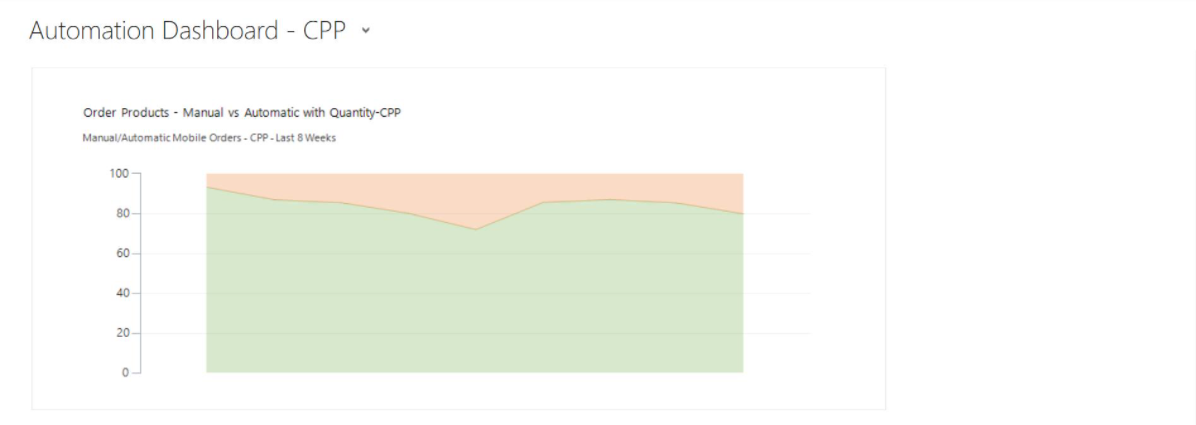 Automation Dashboard - CPP
Order Products - Manual vs Automatic with Quantity-CPP
Manual/Automatic Mobile Orders - CPP - Last 8 Weeks
100
80
60
40
20
0